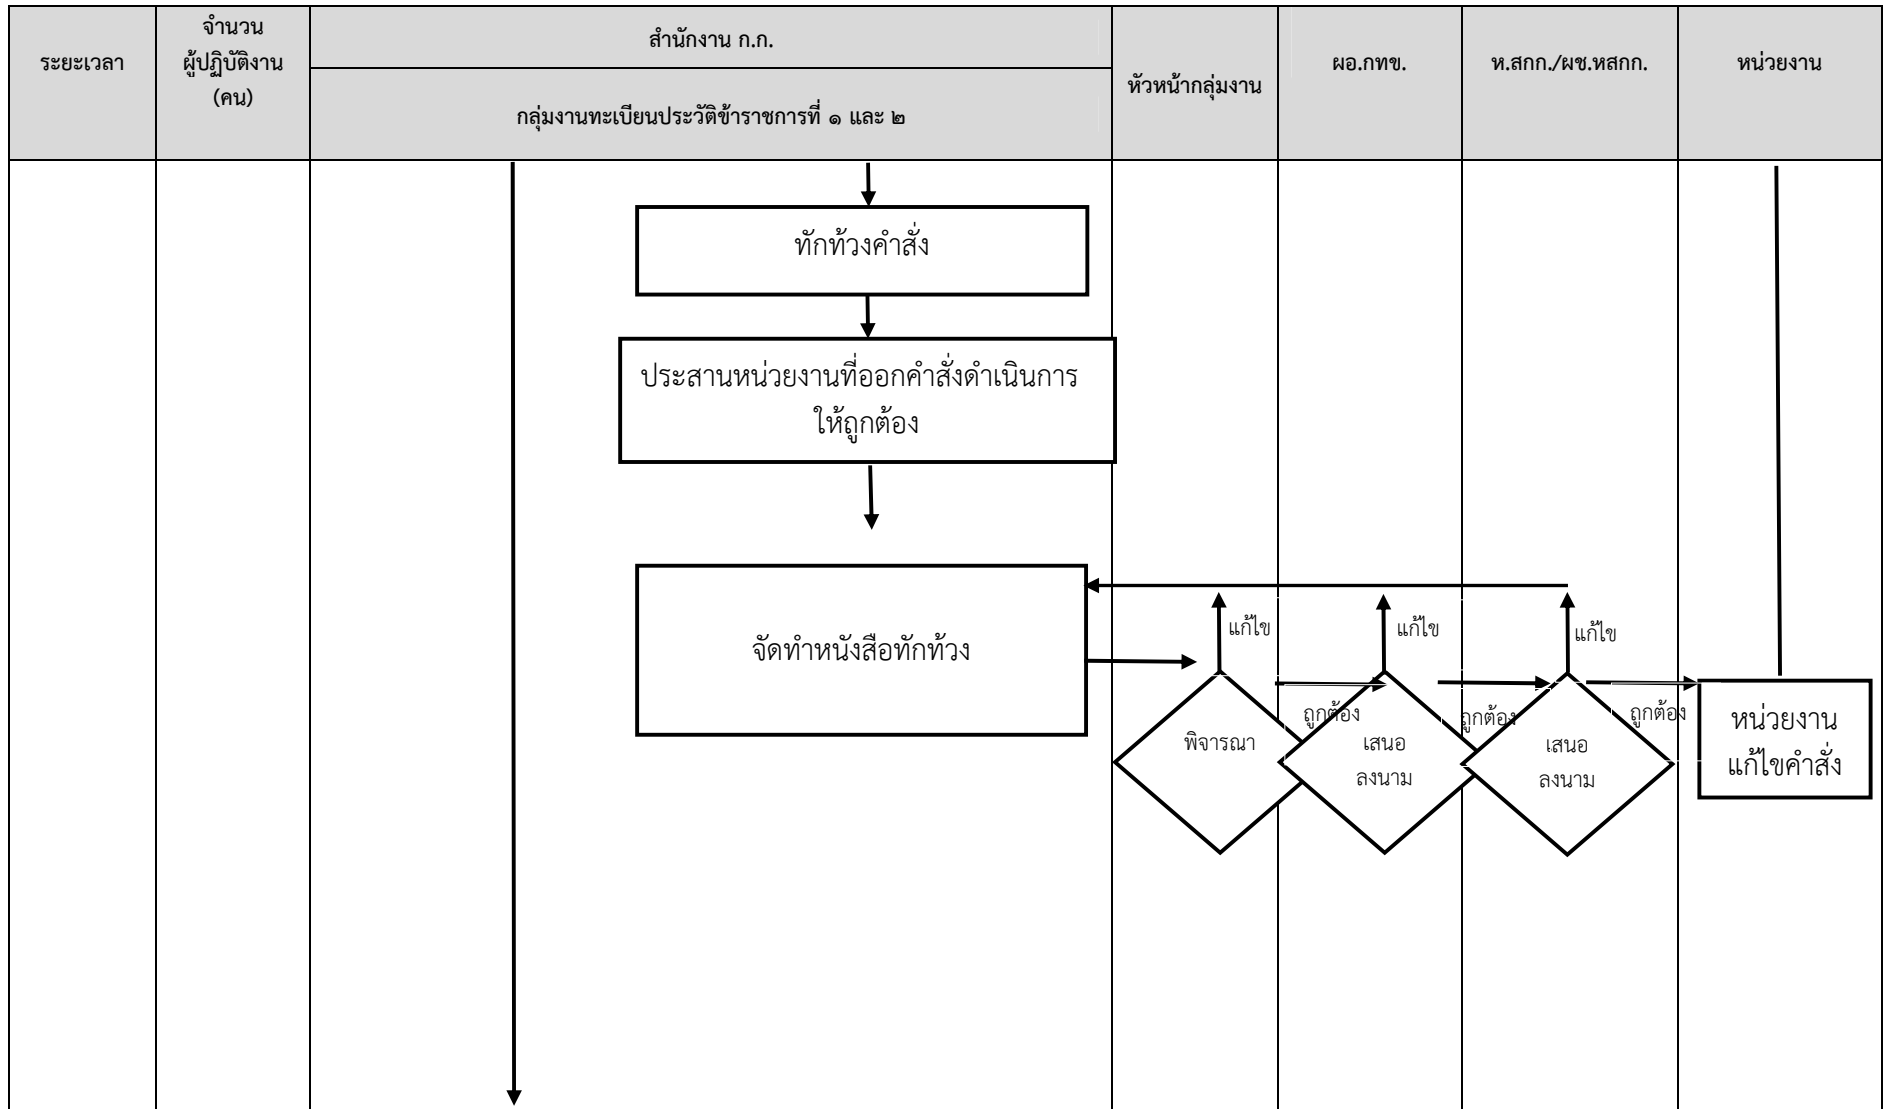 ระยะเวลา
จำนวน
ผู้ปฏิบัติงาน
(คน)
สำนักงาน ก.ก.
กลุ่มงานทะเบียนประวัติข้าราชการที่ ๑ และ ๒
หัวหน้ากลุ่มงาน
ผอ.กทข.
ห.สกก./ผช.หสกก.
หน่วยงาน
ทักท้วงคำสั่ง
ประสานหน่วยงานที่ออกคำสั่งดำเนินการ
ให้ถูกต้อง
จัดทำหนังสือทักท้วง
แก้ไข
แก้ไข
แก้ไข
ถูกต้อง
ถูกต้อง
ถูกต้อง
พิจารณา
เสนอ
ลงนาม
เสนอ
ลงนาม
หน่วยงาน
แก้ไขคำสั่ง